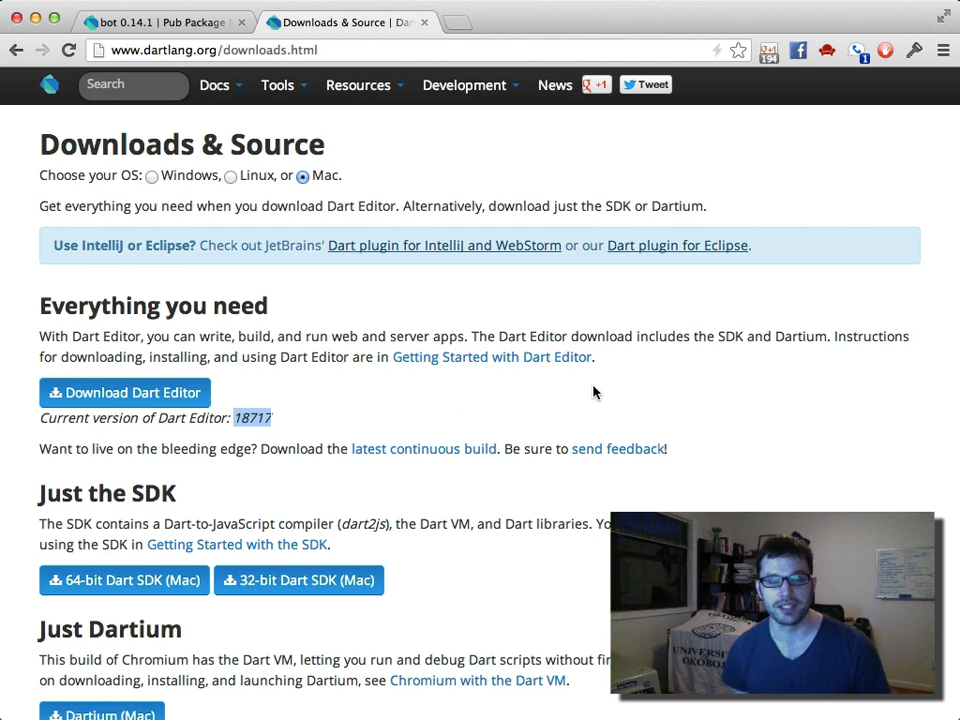 bot 0.14.1 | Pub Package
Downloads & Source | Dar
www.dartlang.org/downloads.html
194
1
Search
Docs
Tools
Resources
Development
News
+1
Tweet
Downloads & Source
Choose your OS: Windows, Linux, or Mac.
Get everything you need when you download Dart Editor. Alternatively, download just the SDK or Dartium.
Use IntelliJ or Eclipse? Check out JetBrains' Dart plugin for IntelliJ and WebStorm or our Dart plugin for Eclipse.
Everything you need
With Dart Editor, you can write, build, and run web and server apps. The Dart Editor download includes the SDK and Dartium. Instructions
for downloading, installing, and using Dart Editor are in Getting Started with Dart Editor.
Download Dart Editor
Current version of Dart Editor: 18717
Want to live on the bleeding edge? Download the latest continuous build. Be sure to send feedback!
Just the SDK
The SDK contains a Dart-to-JavaScript compiler (dart2js), the Dart VM, and Dart libraries. Yo
using the SDK in Getting Started with the SDK.
64-bit Dart SDK (Mac)
32-bit Dart SDK (Mac)
Just Dartium
This build of Chromium has the Dart VM, letting you run and debug Dart scripts without fir
on downloading, installing, and launching Dartium, see Chromium with the Dart VM.
Dartium (Mac)
UNIVERSI
OKOBOJ